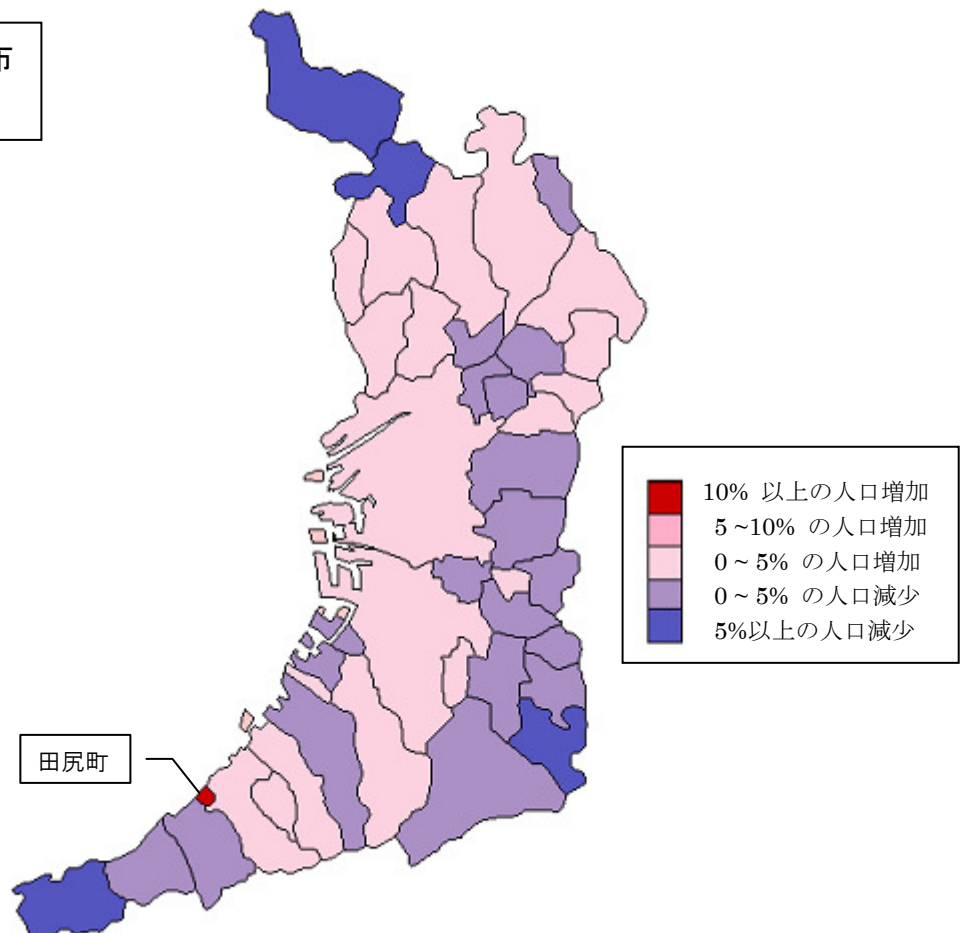 市
10% 以上の人口増加
5 ~10% の人口増加
0 ~ 5% の人口増加
0 ~ 5% の人口減少
5%以上の人口減少
田尻町